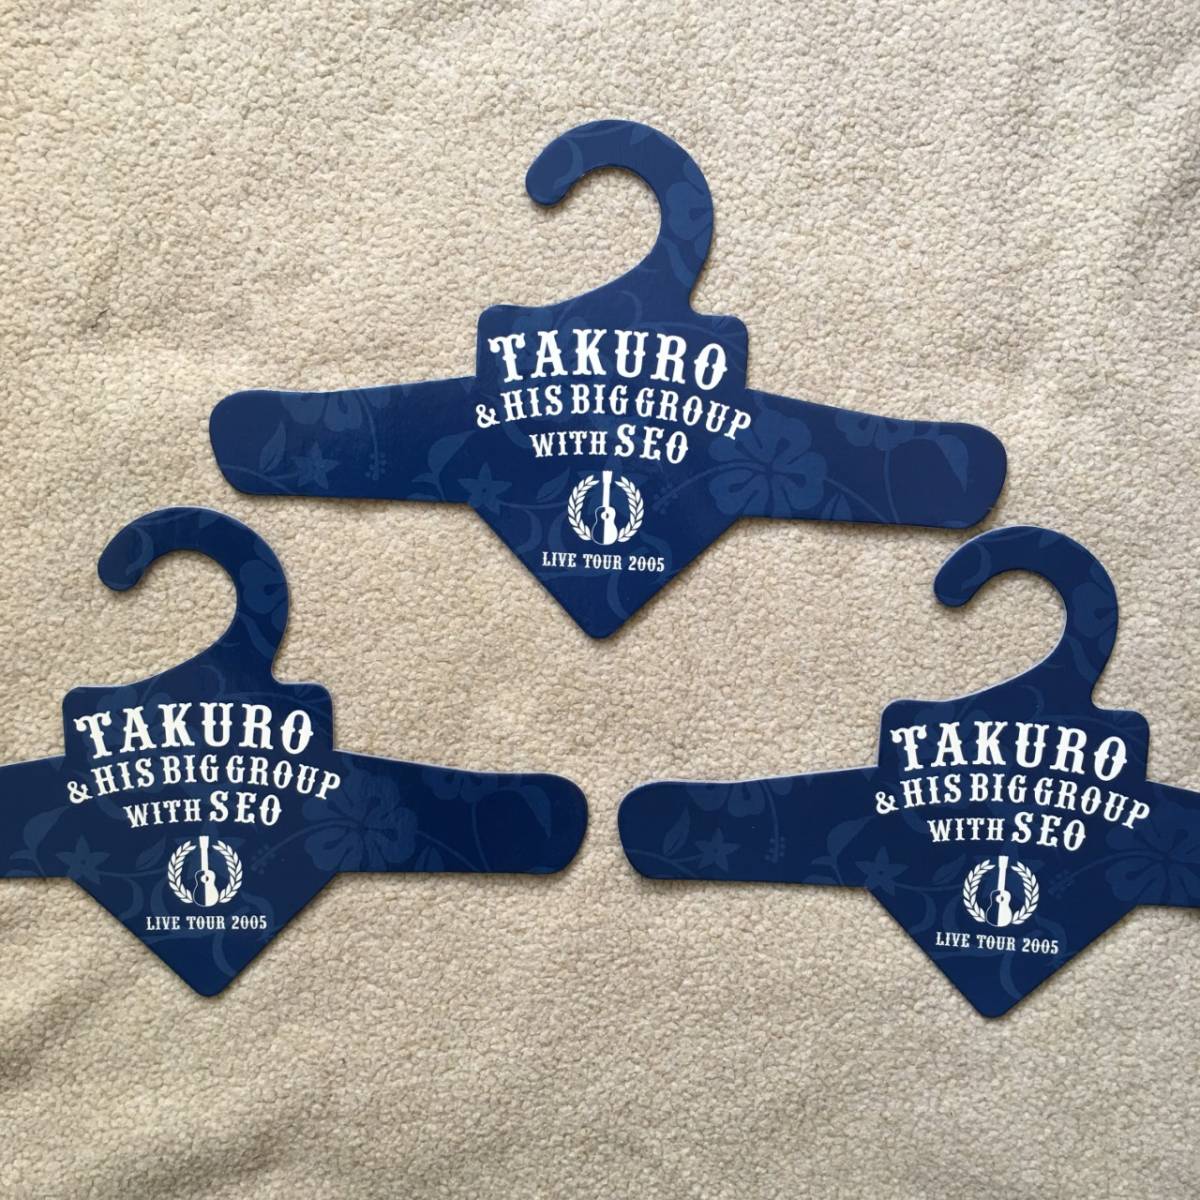 TAKURO
& HIS BIG GROUP
WITH SEO
LIVE TOUR 2005
TAKURO
& HIS BIG GROUP
WITH SEO
LIVE TOUR 2005
TAKURO
& HIS BIG GROUP
WITH SEO
LIVE TOUR 2005